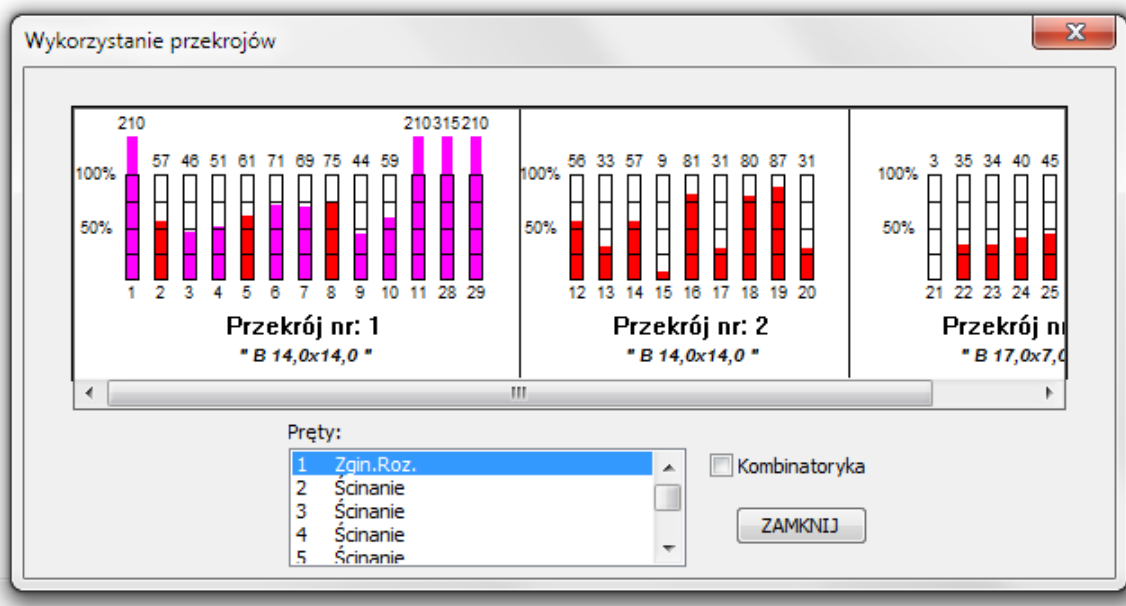 Wykorzystanie przekrojów
210 210 315 210
57 46 51 61 71 69 75 44 59
56 33 57 9 81 31 80 87 31
3 35 34 40 45
100% 100% 100%
50% 50% 50%
1 2 3 4 5 6 7 8 9 10 11 28 29
12 13 14 15 16 17 18 19 20
21 22 23 24 25
Przekrój nr: 1
" B 14,0x14,0 "
Przekrój nr: 2
" B 14,0x14,0 "
Przekrój n
" B 17,0x7,0
Pręty:
1 Zgin.Roz.
2 Ścinanie
3 Ścinanie
4 Ścinanie
5 Ścinanie
Kombinatoryka
ZAMKNIJ